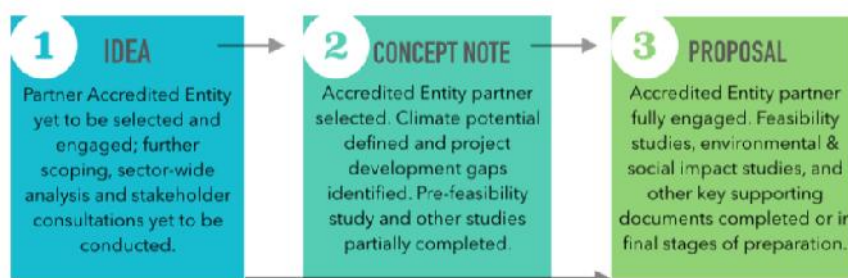 1 IDEA
Partner Accredited Entity
yet to be selected and
engaged; further
scoping, sector-wide
analysis and stakeholder
consultations yet to be
conducted.
2 CONCEPT NOTE
Accredited Entity partner
selected. Climate potential
defined and project
development gaps
identified. Pre-feasibility
study and other studies
partially completed.
3 PROPOSAL
Accredited Entity partner
fully engaged. Feasibility
studies, environmental &
social impact studies, and
other key supporting
documents completed or in
final stages of preparation.